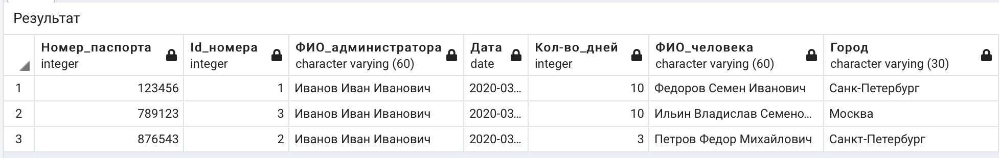 Результат
Номер_паспорта Id_номера ФИО_администратора Дата Кол-во_дней ФИО_человека Город
integer integer character varying (60) date integer character varying (60) character varying (30)
1 123456 1 Иванов Иван Иванович 2020-03... 10 Федоров Семен Иванович Санк-Петербург
2 789123 3 Иванов Иван Иванович 2020-03... 10 Ильин Владислав Семено... Москва
3 876543 2 Иванов Иван Иванович 2020-03... 3 Петров Федор Михайлович Санкт-Петербург